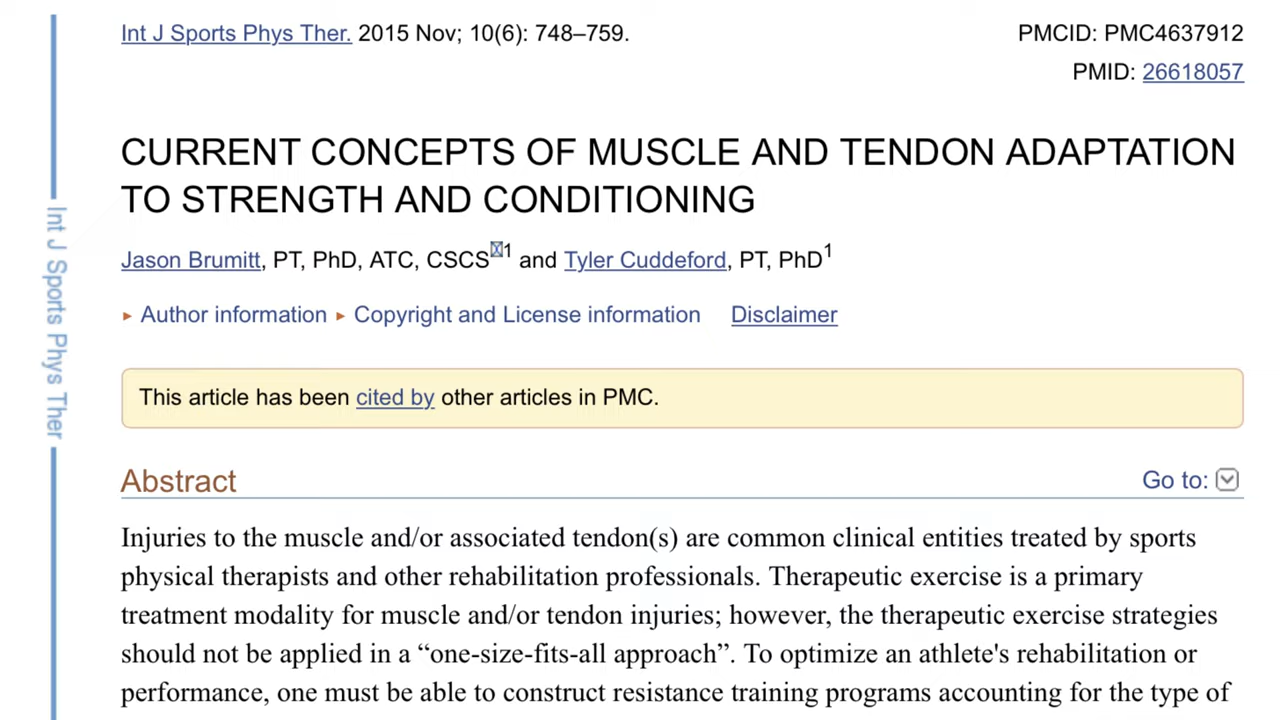 Int J Sports Phys Ther. 2015 Nov; 10(6): 748–759.
PMCID: PMC4637912
PMID: 26618057
CURRENT CONCEPTS OF MUSCLE AND TENDON ADAPTATION
TO STRENGTH AND CONDITIONING
Jason Brumitt, PT, PhD, ATC, CSCS1 and Tyler Cuddeford, PT, PhD1
Author information Copyright and License information Disclaimer
This article has been cited by other articles in PMC.
Abstract
Go to:
Injuries to the muscle and/or associated tendon(s) are common clinical entities treated by sports
physical therapists and other rehabilitation professionals. Therapeutic exercise is a primary
treatment modality for muscle and/or tendon injuries; however, the therapeutic exercise strategies
should not be applied in a “one-size-fits-all approach”. To optimize an athlete's rehabilitation or
performance, one must be able to construct resistance training programs accounting for the type of
Int J Sports Phys Ther